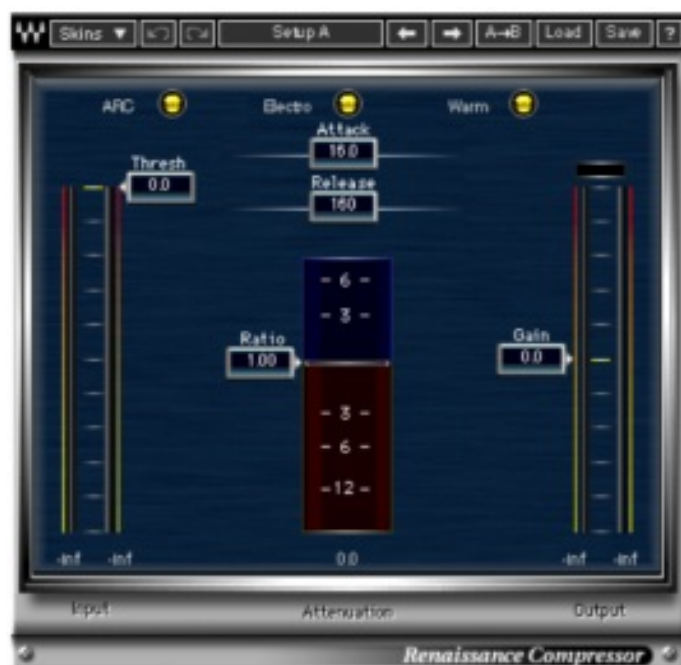 W Skins ▼ Setup A A→B Load Save ?
ARC Electro Warm
Attack
16.0
Thresh
0.0
Release
160
- 6 -
- 3 -
Ratio
1.00
Gain
0.0
- 3 -
- 6 -
-12-
-inf -inf 0.0 -inf -inf
Input Attenuation Output
Renaissance Compressor